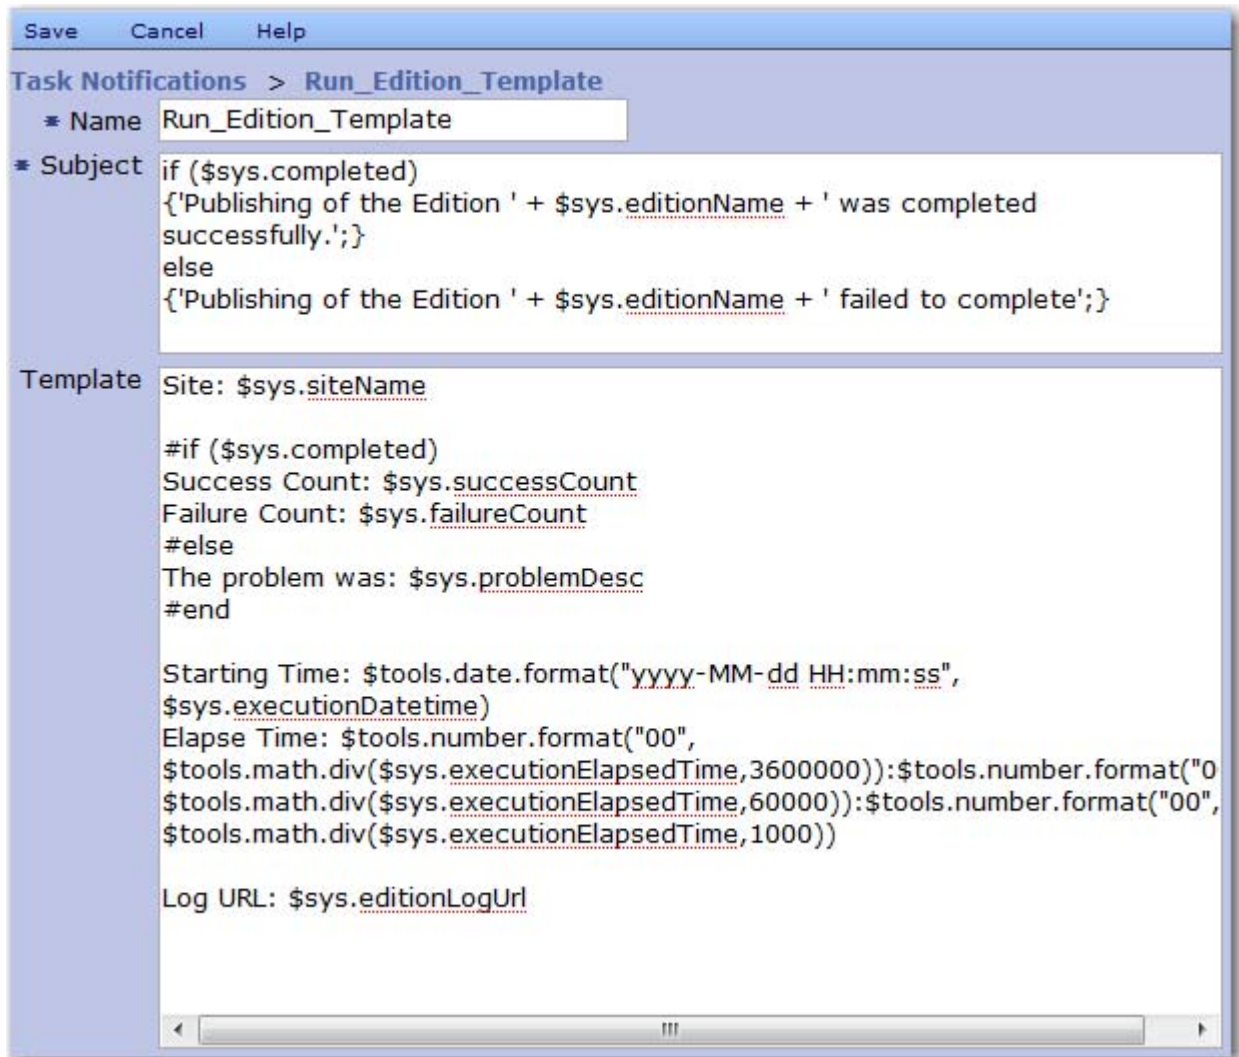 Save Cancel Help
Task Notifications > Run_Edition_Template
* Name Run_Edition_Template
* Subject if ($sys.completed)
{'Publishing of the Edition ' + $sys.editionName + ' was completed
successfully.';}
else
{'Publishing of the Edition ' + $sys.editionName + ' failed to complete';}
Template Site: $sys.siteName
#if ($sys.completed)
Success Count: $sys.successCount
Failure Count: $sys.failureCount
#else
The problem was: $sys.problemDesc
#end
Starting Time: $tools.date.format("yyyy-MM-dd HH:mm:ss",
$sys.executionDatetime)
Elapse Time: $tools.number.format("00",
$tools.math.div($sys.executionElapsedTime,3600000)):$tools.number.format("0
$tools.math.div($sys.executionElapsedTime,60000)):$tools.number.format("00",
$tools.math.div($sys.executionElapsedTime,1000))
Log URL: $sys.editionLogUrl